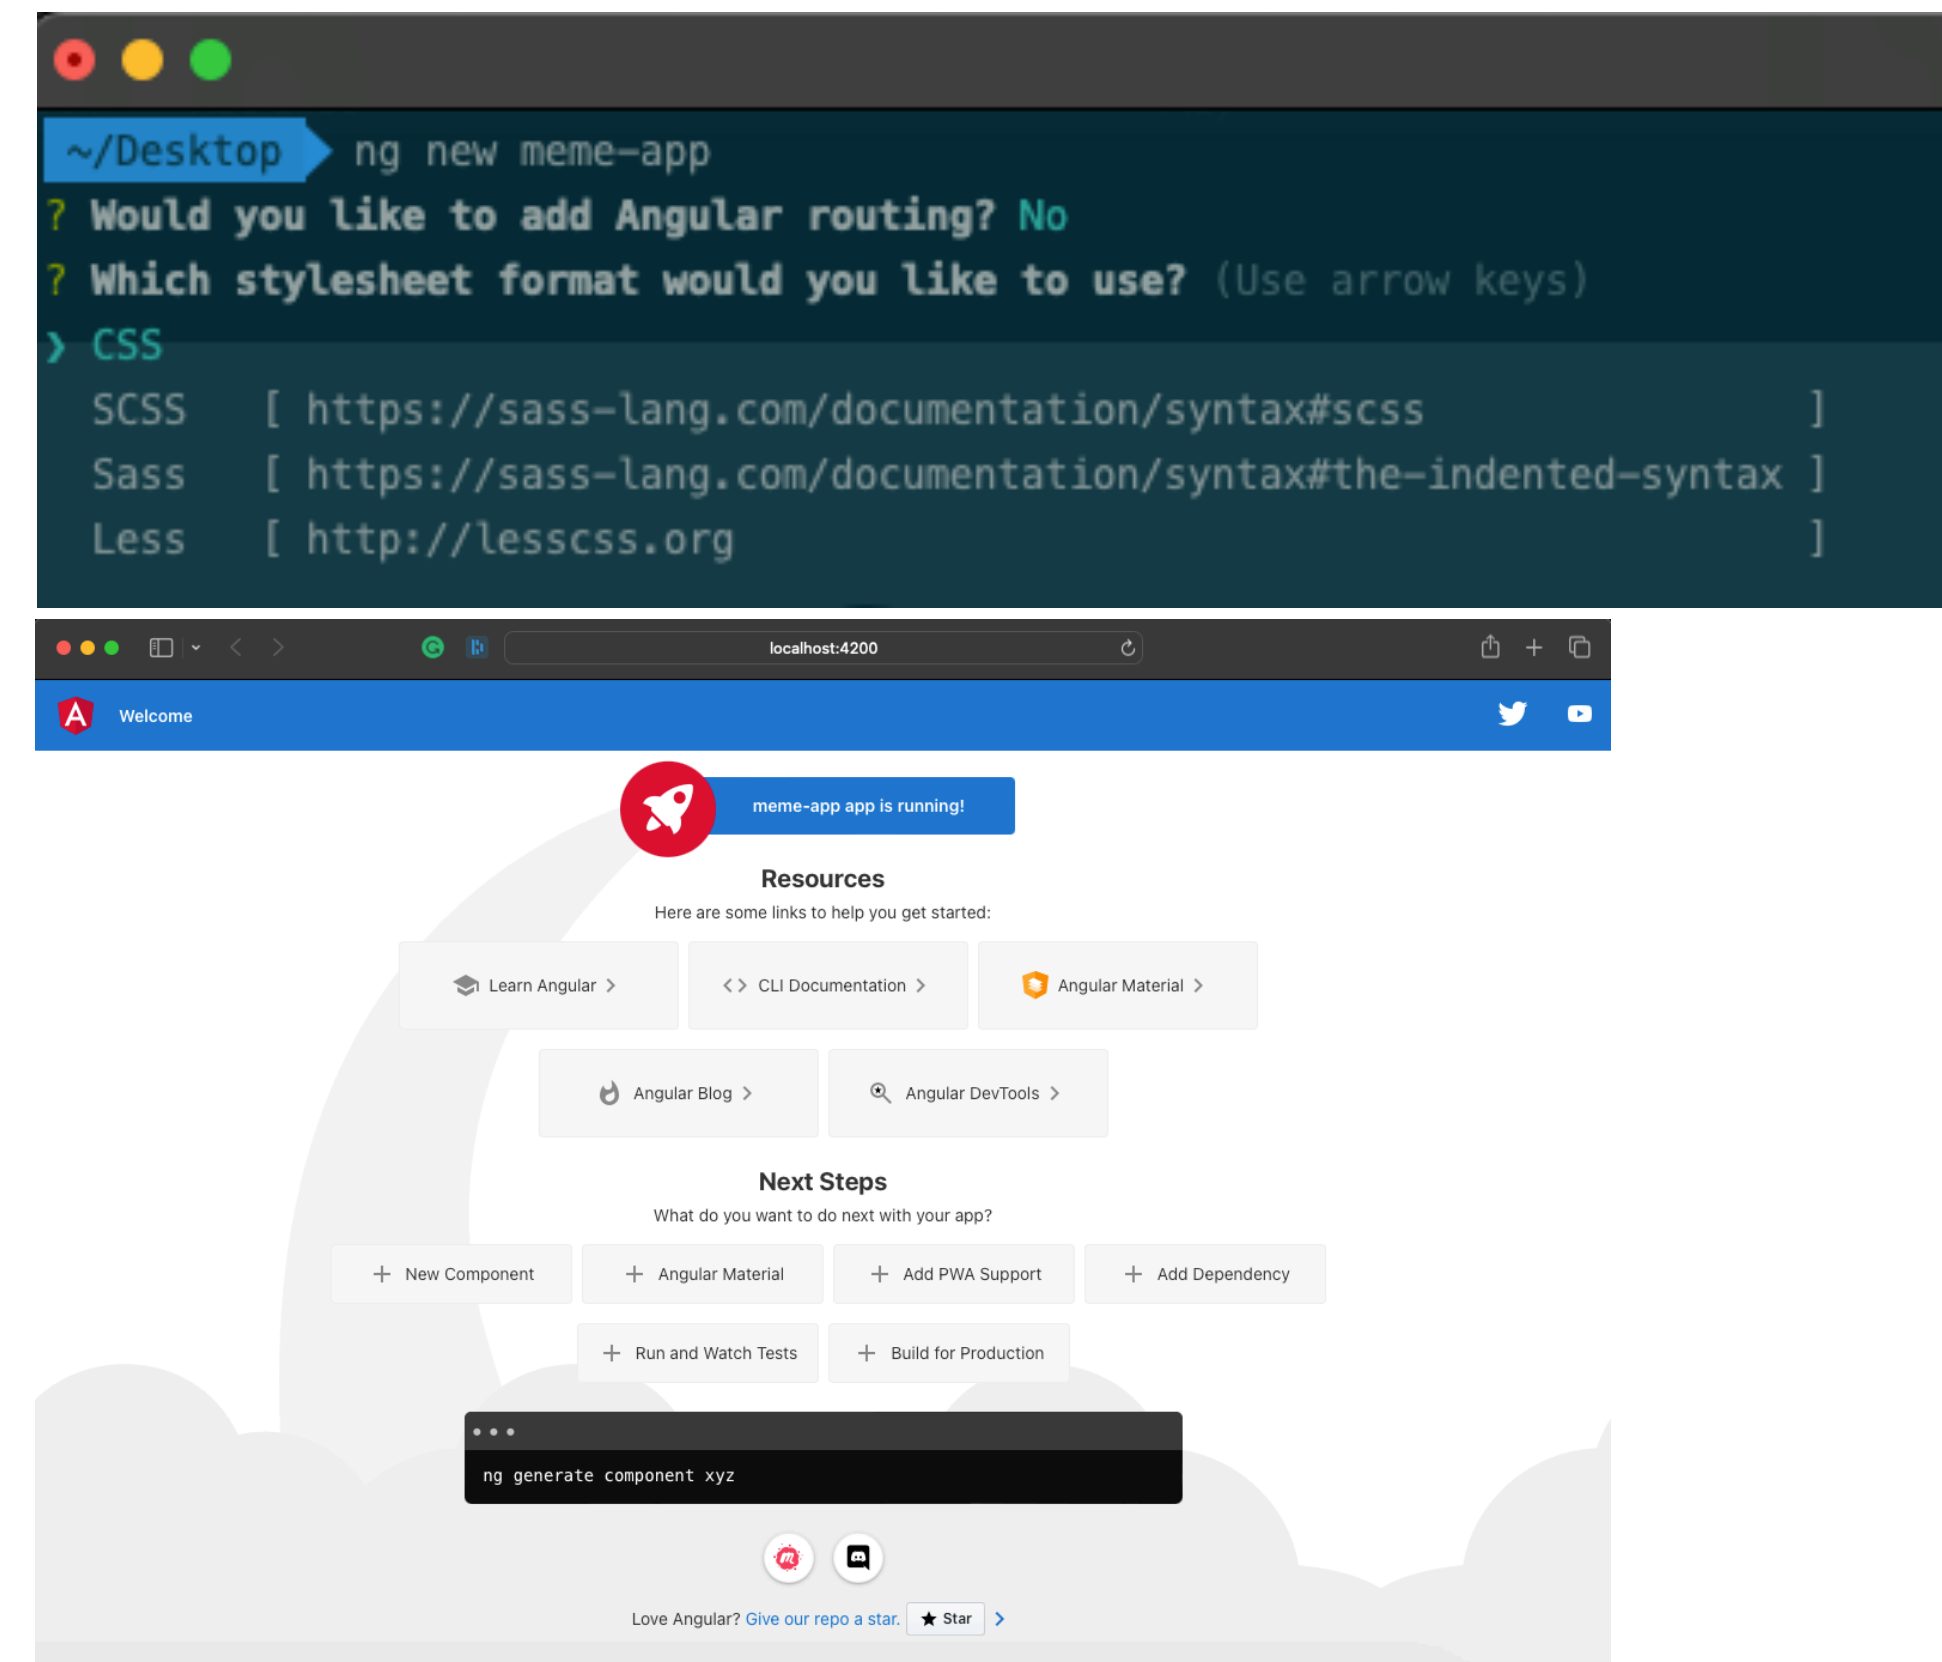 ~/Desktop ng new meme-app
? Would you like to add Angular routing? No
? Which stylesheet format would you like to use? (Use arrow keys)
❯ CSS
SCSS [ https://sass-lang.com/documentation/syntax#scss ]
Sass [ https://sass-lang.com/documentation/syntax#the-indented-syntax ]
Less [ http://lesscss.org ]
localhost:4200
Welcome
meme-app app is running!
Resources
Here are some links to help you get started:
Learn Angular CLI Documentation Angular Material
Angular Blog Angular DevTools
Next Steps
What do you want to do next with your app?
New Component Angular Material Add PWA Support Add Dependency
Run and Watch Tests Build for Production
ng generate component xyz
Love Angular? Give our repo a star. Star